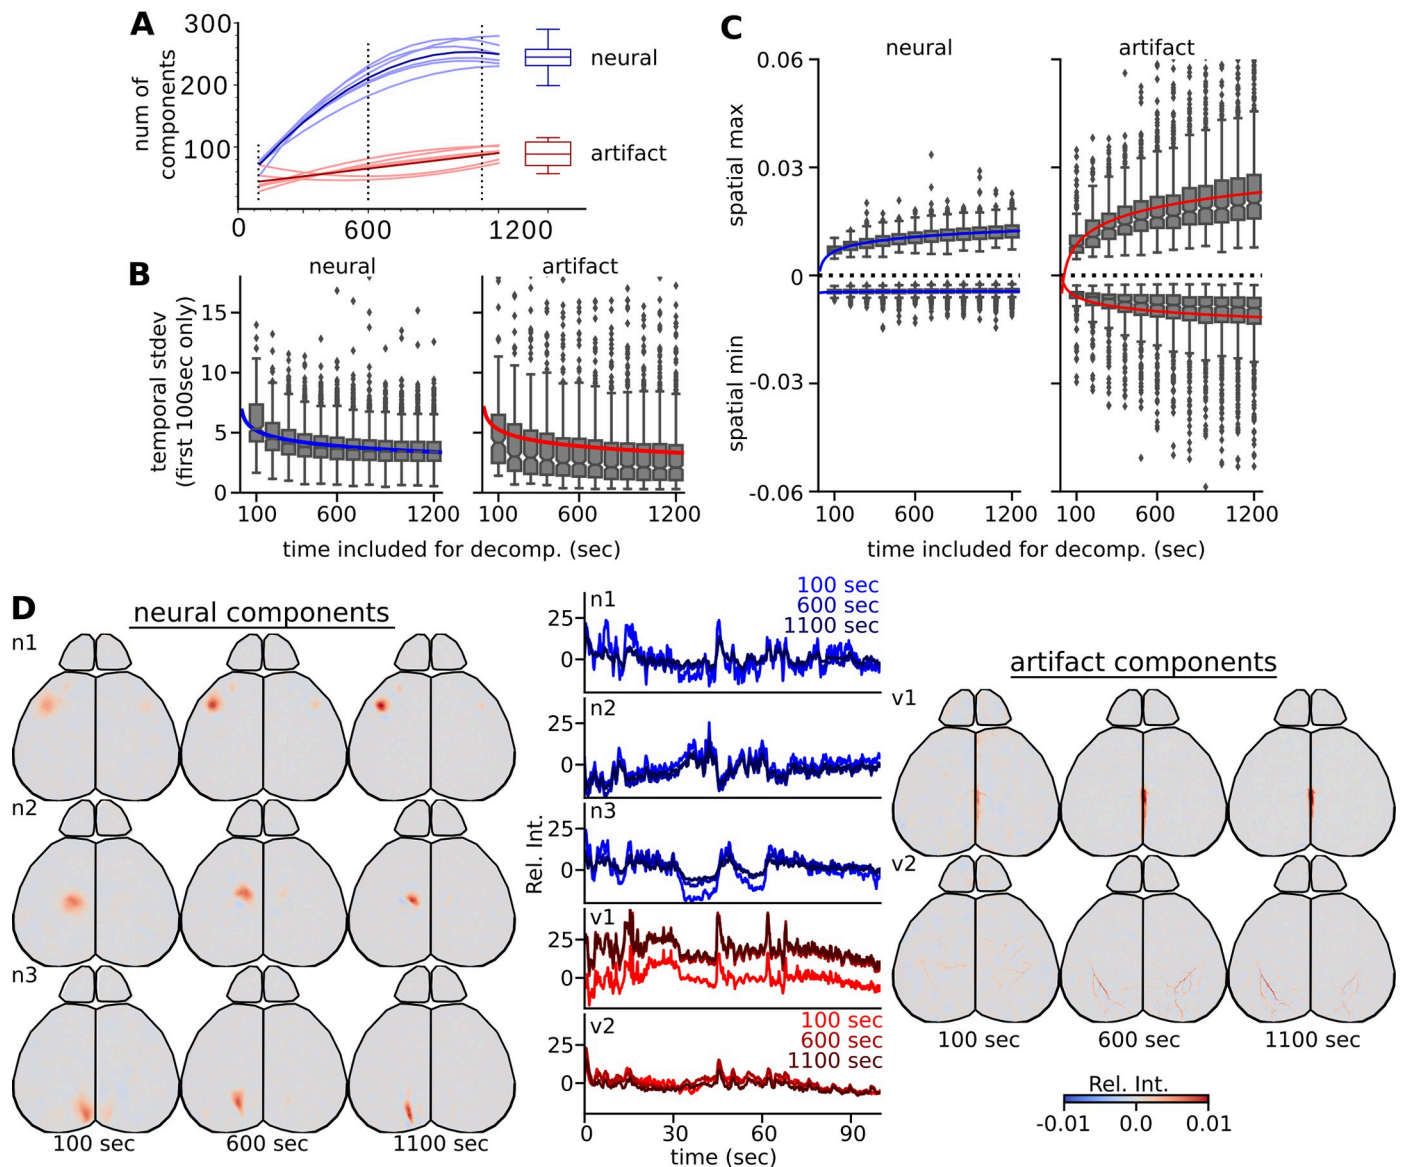 A
300
200
100
num of
components
0
600
1200
neural
artifact
B
neural
artifact
15
10
5
0
temporal stdev
(first 100sec only)
100
600
1200
100
600
1200
time included for decomp. (sec)
C
neural
artifact
0.06
0.03
0
-0.03
-0.06
spatial max
spatial min
100
600
1200
100
600
1200
time included for decomp. (sec)
D
neural components
n1
n2
n3
100 sec
600 sec
1100 sec
n1
100 sec
600 sec
1100 sec
25
0
n2
25
0
n3
25
0
Rel. Int.
v1
25
0
v2
100 sec
600 sec
1100 sec
25
0
0
30
60
90
time (sec)
artifact components
v1
v2
100 sec
600 sec
1100 sec
Rel. Int.
-0.01
0.0
0.01